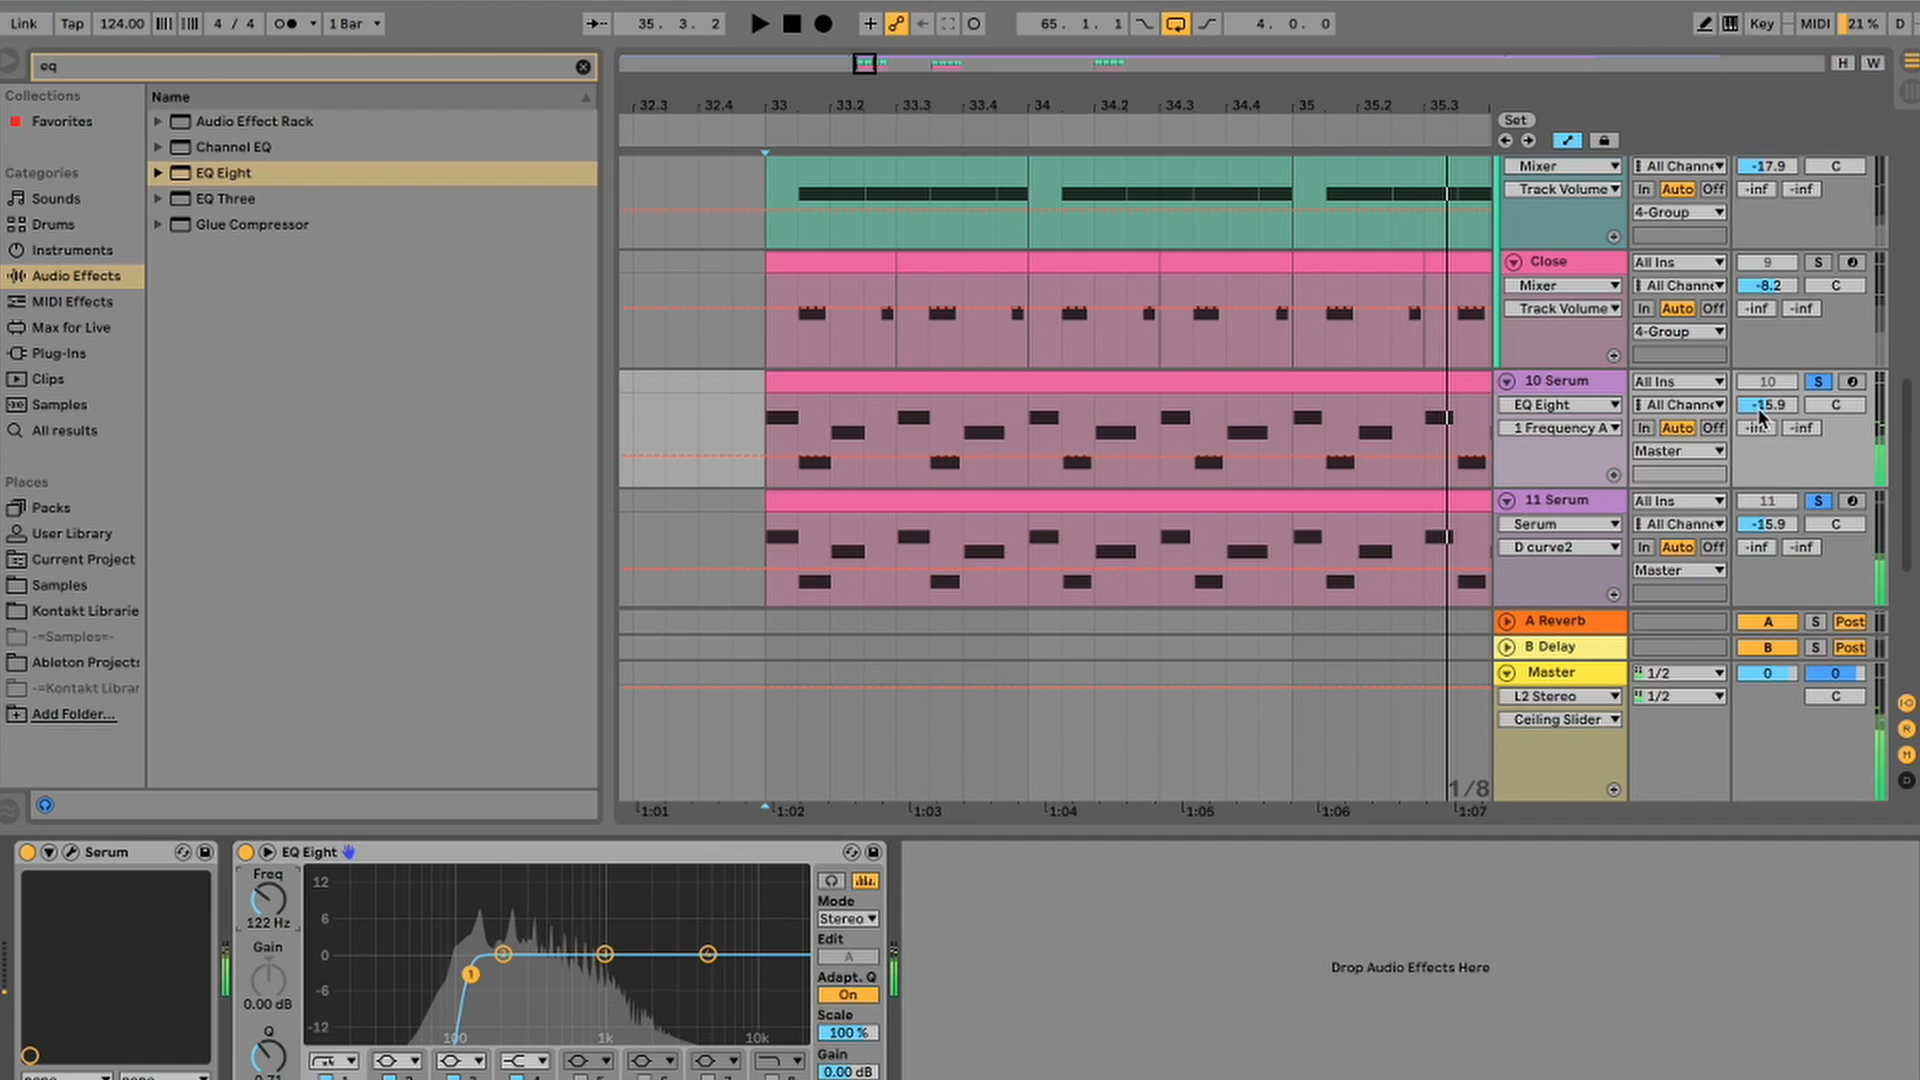 Link Tap 124.00 4 / 4 1 Bar 35. 3. 2 65. 1. 1 4. 0. 0 Key MIDI 21 % D
eq
H W
Collections
Name
Favorites
Audio Effect Rack
Channel EQ
Categories
EQ Eight
Sounds
EQ Three
Drums
Glue Compressor
Instruments
Audio Effects
MIDI Effects
Max for Live
Plug-Ins
Clips
Samples
All results
Places
Packs
User Library
Current Project
Samples
Kontakt Librarie
-=Samples=-
Ableton Projects
-=Kontakt Librar
Add Folder...
32.3 32.4 33 33.2 33.3 33.4 34 34.2 34.3 34.4 35 35.2 35.3
Set
Mixer All Channe -17.9 C
Track Volume In Auto Off -inf -inf
4-Group
Close All Ins 9 S
Mixer All Channe -8.2 C
Track Volume In Auto Off -inf -inf
4-Group
10 Serum All Ins 10 S
EQ Eight All Channe -15.9 C
1 Frequency A In Auto Off -inf -inf
Master
11 Serum All Ins 11 S
Serum All Channe -15.9 C
D curve2 In Auto Off -inf -inf
Master
A Reverb A S Post
B Delay B S Post
Master 1/2 0 0
L2 Stereo 1/2 C
Ceiling Slider
1/8
1:01 1:02 1:03 1:04 1:05 1:06 1:07
Serum
EQ Eight
Freq
122 Hz
Gain
0.00 dB
Q
0.71
12
6
0
-6
-12
100 1k 10k
1
Mode
Stereo
Edit
A
Adapt. Q
On
Scale
100 %
Gain
0.00 dB
Drop Audio Effects Here